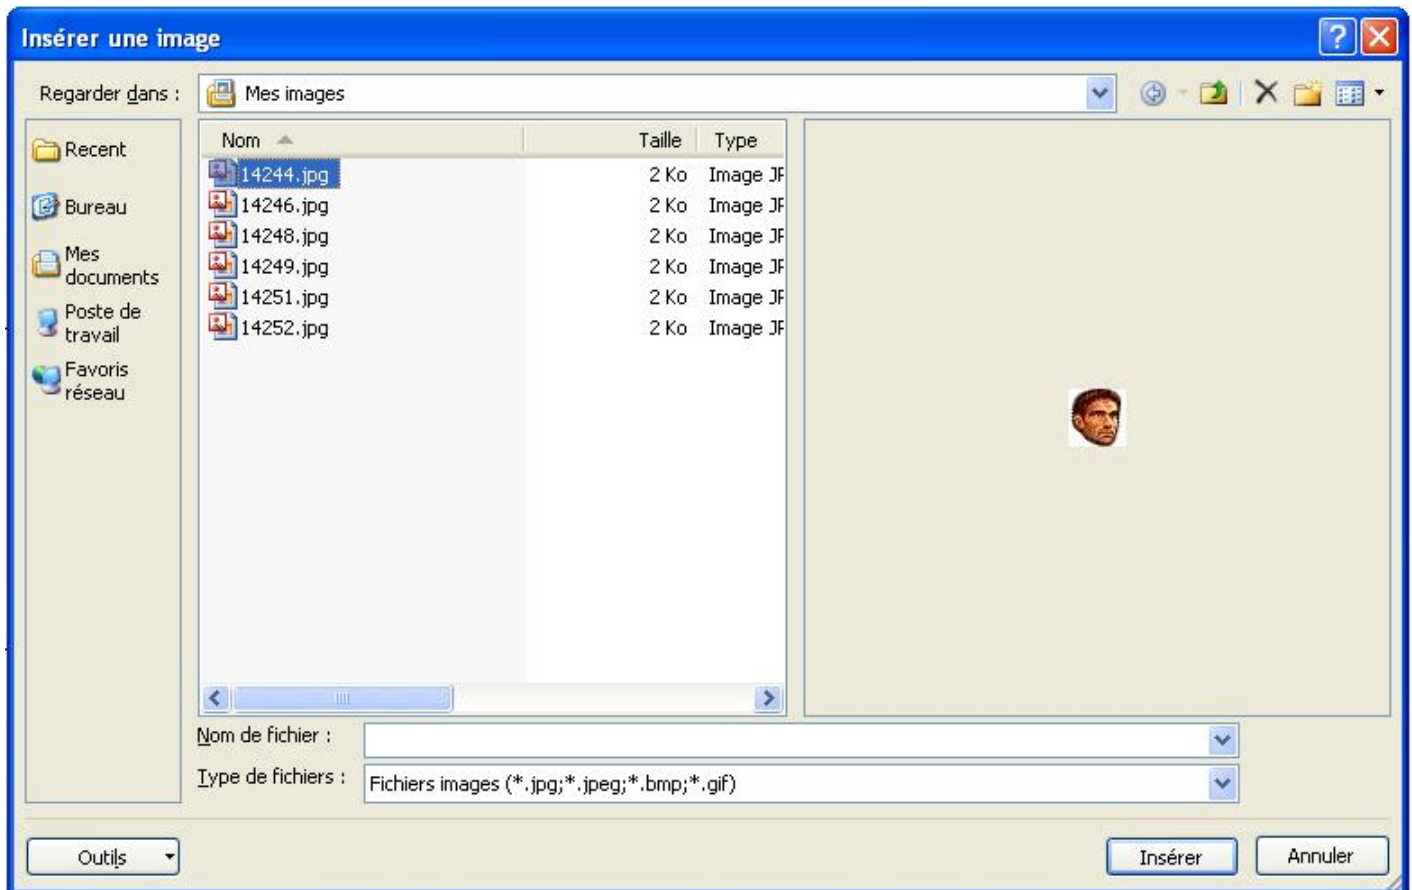 Insérer une image
Regarder dans :
Mes images
Recent
Bureau
Mes
documents
Poste de
travail
Favoris
réseau
Nom Taille Type
14244.jpg 2 Ko Image JF
14246.jpg 2 Ko Image JF
14248.jpg 2 Ko Image JF
14249.jpg 2 Ko Image JF
14251.jpg 2 Ko Image JF
14252.jpg 2 Ko Image JF
Nom de fichier :
Type de fichiers : Fichiers images (*.jpg;*.jpeg;*.bmp;*.gif)
Outils Insérer Annuler